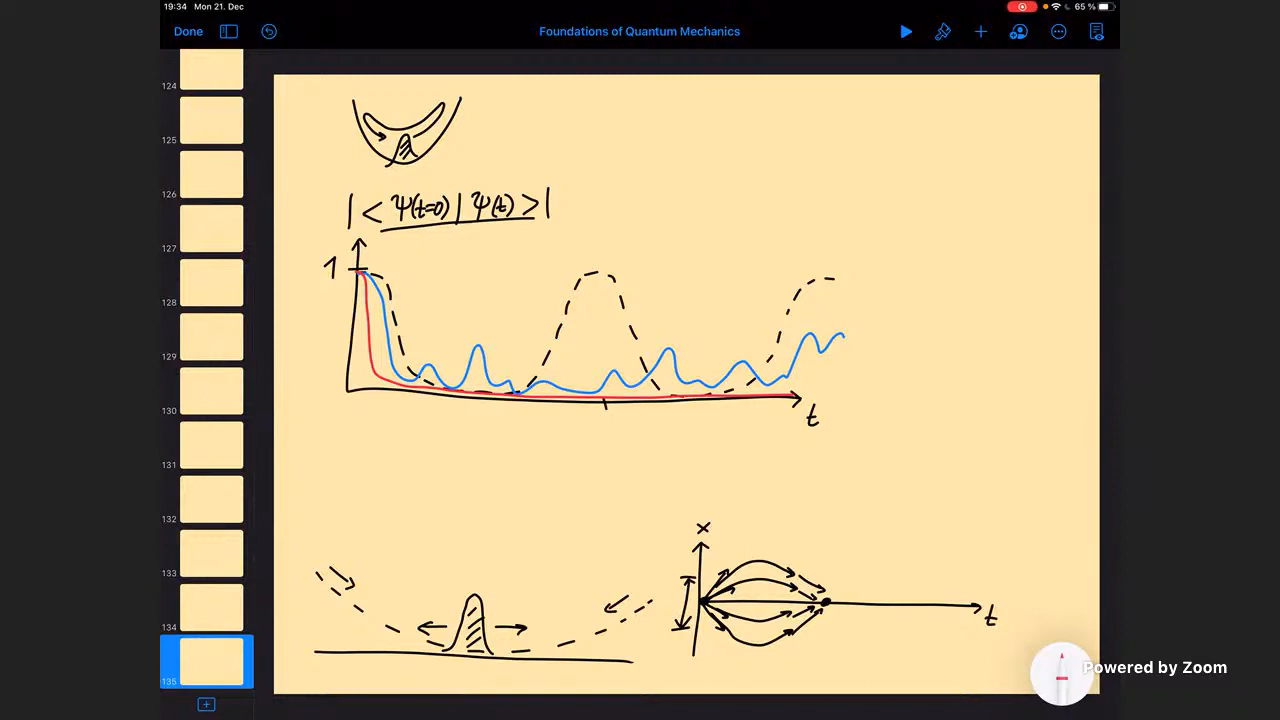 19:34 Mon 21. Dec
65 %
Done
Foundations of Quantum Mechanics
124
125
126
127
128
129
130
131
132
133
134
135
|< Ψ(t=0) | Ψ(t) >|
1
t
x
t
Powered by Zoom